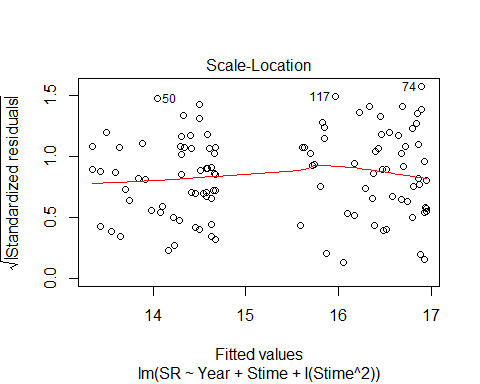 Scale-Location
√|Standardized residuals|
0.0 0.5 1.0 1.5
50
117
74
14 15 16 17
Fitted values
lm(SR ~ Year + Stime + I(Stime^2))